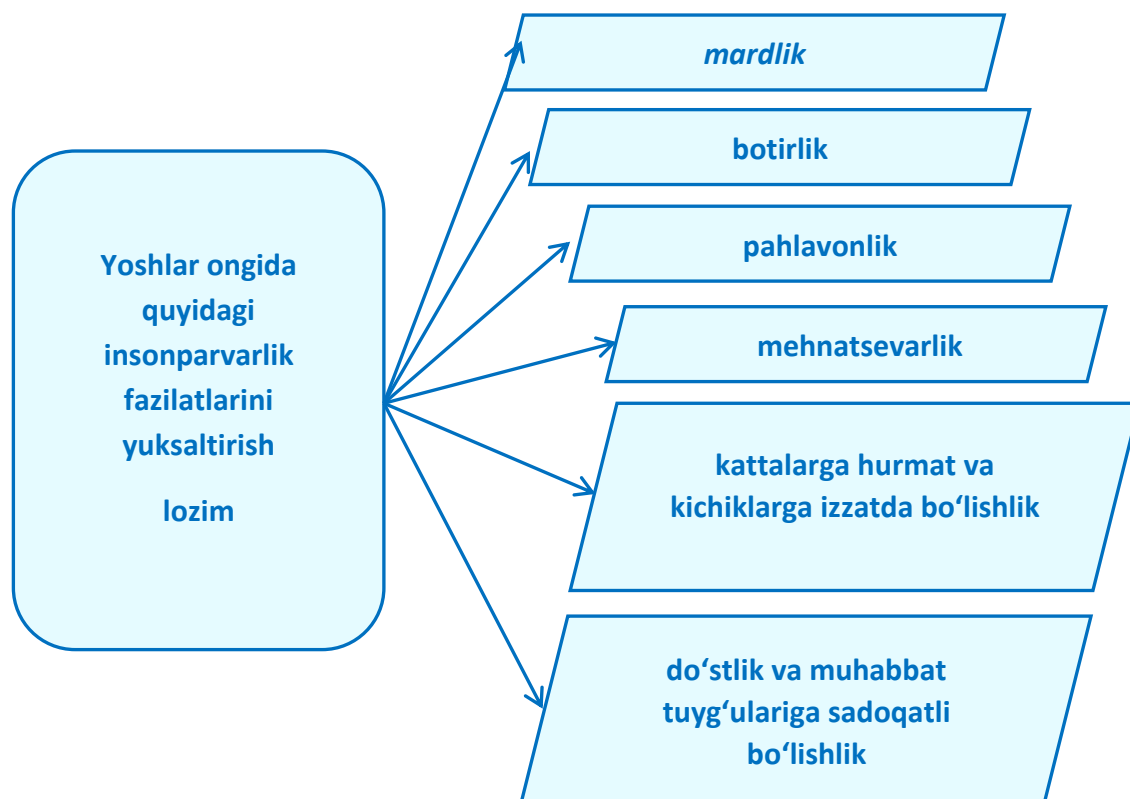 Yoshlar ongida
quyidagi
insonparvarlik
fazilatlarini
yuksaltirish
lozim
mardlik
botirlik
pahlavonlik
mehnatsevarlik
kattalarga hurmat va
kichiklarga izzatda bo‘lishlik
do‘stlik va muhabbat
tuyg‘ulariga sadoqatli
bo‘lishlik